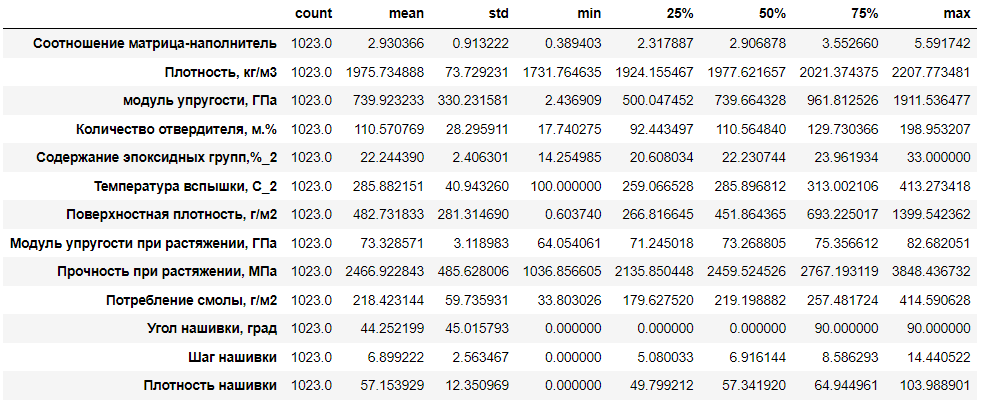 count mean std min 25% 50% 75% max
Соотношение матрица-наполнитель 1023.0 2.930366 0.913222 0.389403 2.317887 2.906878 3.552660 5.591742
Плотность, кг/м3 1023.0 1975.734888 73.729231 1731.764635 1924.155467 1977.621657 2021.374375 2207.773481
модуль упругости, ГПа 1023.0 739.923233 330.231581 2.436909 500.047452 739.664328 961.812526 1911.536477
Количество отвердителя, м.% 1023.0 110.570769 28.295911 17.740275 92.443497 110.564840 129.730366 198.953207
Содержание эпоксидных групп,%_2 1023.0 22.244390 2.406301 14.254985 20.608034 22.230744 23.961934 33.000000
Температура вспышки, С_2 1023.0 285.882151 40.943260 100.000000 259.066528 285.896812 313.002106 413.273418
Поверхностная плотность, г/м2 1023.0 482.731833 281.314690 0.603740 266.816645 451.864365 693.225017 1399.542362
Модуль упругости при растяжении, ГПа 1023.0 73.328571 3.118983 64.054061 71.245018 73.268805 75.356612 82.682051
Прочность при растяжении, МПа 1023.0 2466.922843 485.628006 1036.856605 2135.850448 2459.524526 2767.193119 3848.436732
Потребление смолы, г/м2 1023.0 218.423144 59.735931 33.803026 179.627520 219.198882 257.481724 414.590628
Угол нашивки, град 1023.0 44.252199 45.015793 0.000000 0.000000 0.000000 90.000000 90.000000
Шаг нашивки 1023.0 6.899222 2.563467 0.000000 5.080033 6.916144 8.586293 14.440522
Плотность нашивки 1023.0 57.153929 12.350969 0.000000 49.799212 57.341920 64.944961 103.988901